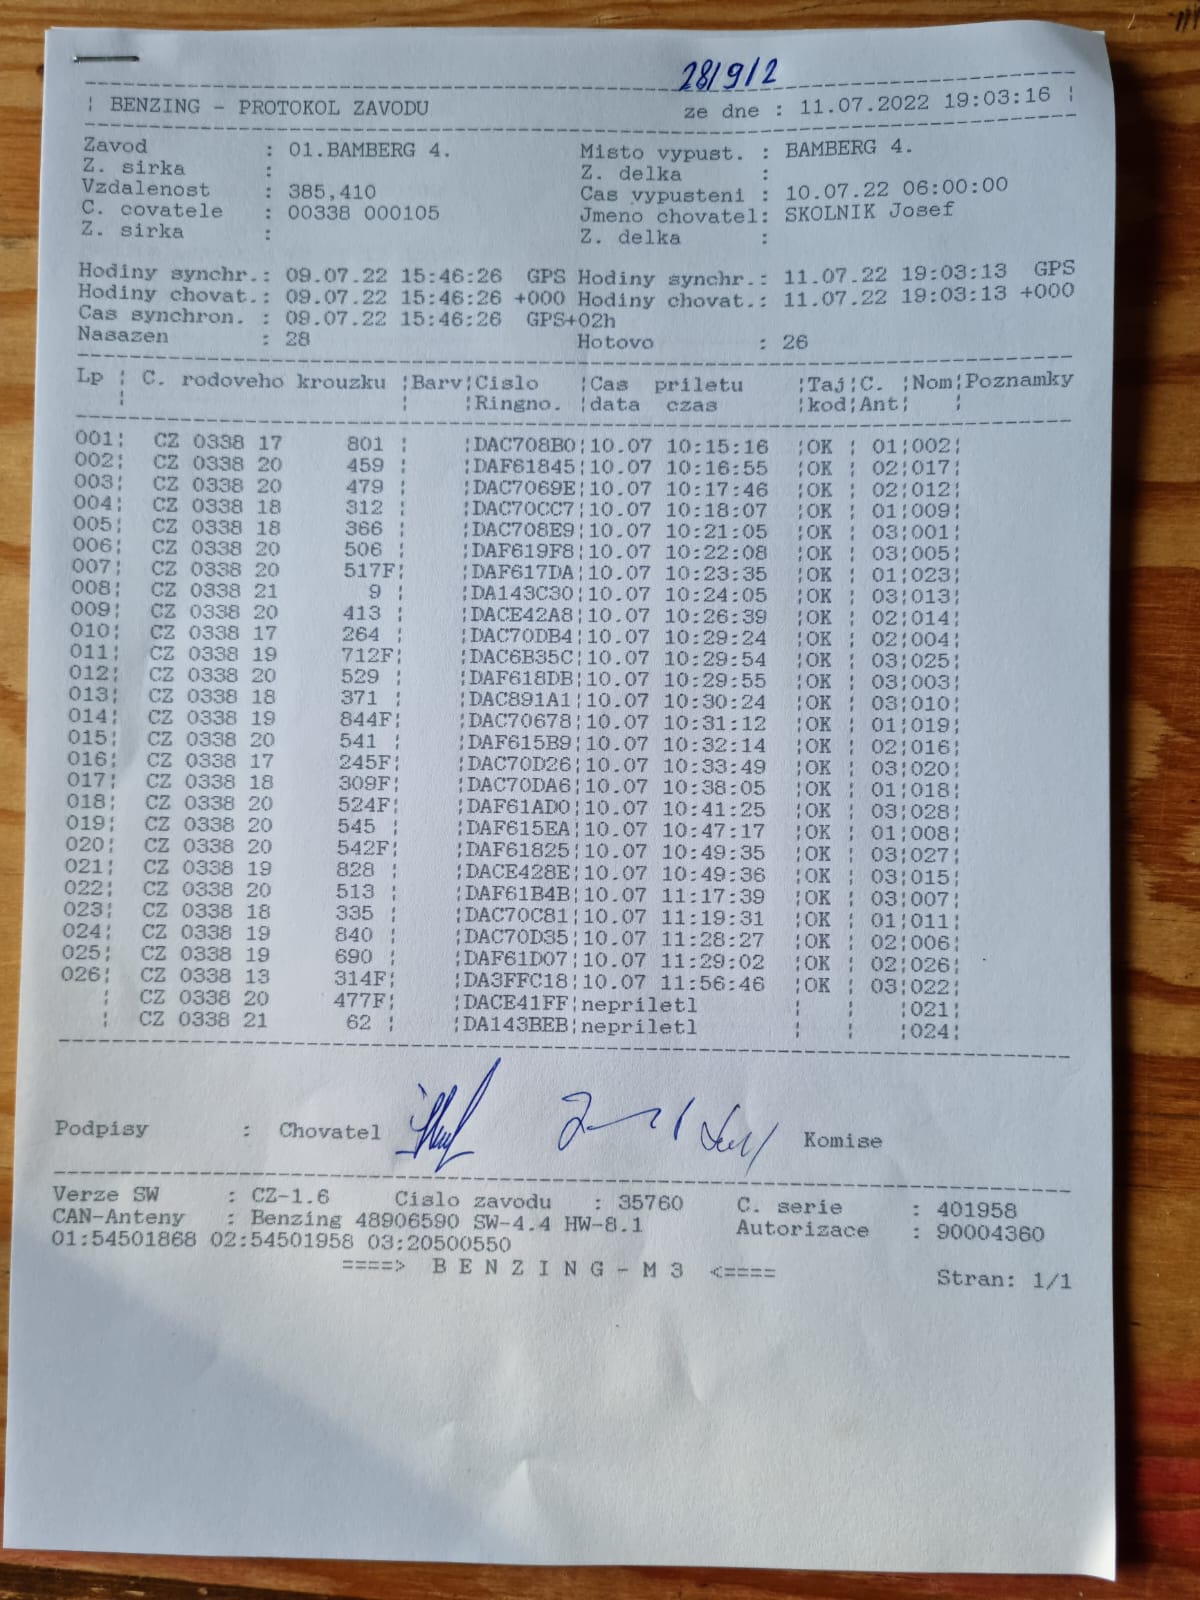 28/9/2
BENZING - PROTOKOL ZAVODU ze dne : 11.07.2022 19:03:16
Zavod : 01.BAMBERG 4. Misto vypust. : BAMBERG 4.
Z. sirka : Z. delka :
Vzdalenost : 385,410 Cas vypusteni : 10.07.22 06:00:00
C. covatele : 00338 000105 Jmeno chovatel: SKOLNIK Josef
Z. sirka : Z. delka :
Hodiny synchr.: 09.07.22 15:46:26 GPS Hodiny synchr.: 11.07.22 19:03:13 GPS
Hodiny chovat.: 09.07.22 15:46:26 +000 Hodiny chovat.: 11.07.22 19:03:13 +000
Cas synchron. : 09.07.22 15:46:26 GPS+02h
Nasazen : 28 Hotovo : 26
Lp ¦ C. rodoveho krouzku ¦Barv¦Cislo ¦Cas priletu ¦Taj¦C. ¦Nom¦Poznamky
¦ ¦ ¦Ringno. ¦data czas ¦kod¦Ant¦ ¦
001¦ CZ 0338 17 801 ¦ ¦DAC708B0¦10.07 10:15:16 ¦OK ¦ 01¦002¦
002¦ CZ 0338 20 459 ¦ ¦DAF61845¦10.07 10:16:55 ¦OK ¦ 02¦017¦
003¦ CZ 0338 20 479 ¦ ¦DAC7069E¦10.07 10:17:46 ¦OK ¦ 02¦012¦
004¦ CZ 0338 18 312 ¦ ¦DAC70CC7¦10.07 10:18:07 ¦OK ¦ 01¦009¦
005¦ CZ 0338 18 366 ¦ ¦DAC708E9¦10.07 10:21:05 ¦OK ¦ 03¦001¦
006¦ CZ 0338 20 506 ¦ ¦DAF619F8¦10.07 10:22:08 ¦OK ¦ 03¦005¦
007¦ CZ 0338 20 517F¦ ¦DAF617DA¦10.07 10:23:35 ¦OK ¦ 01¦023¦
008¦ CZ 0338 21 9 ¦ ¦DA143C30¦10.07 10:24:05 ¦OK ¦ 03¦013¦
009¦ CZ 0338 20 413 ¦ ¦DACE42A8¦10.07 10:26:39 ¦OK ¦ 02¦014¦
010¦ CZ 0338 17 264 ¦ ¦DAC70DB4¦10.07 10:29:24 ¦OK ¦ 02¦004¦
011¦ CZ 0338 19 712F¦ ¦DAC6B35C¦10.07 10:29:54 ¦OK ¦ 03¦025¦
012¦ CZ 0338 20 529 ¦ ¦DAF618DB¦10.07 10:29:55 ¦OK ¦ 03¦003¦
013¦ CZ 0338 18 371 ¦ ¦DAC891A1¦10.07 10:30:24 ¦OK ¦ 03¦010¦
014¦ CZ 0338 19 844F¦ ¦DAC70678¦10.07 10:31:12 ¦OK ¦ 01¦019¦
015¦ CZ 0338 20 541 ¦ ¦DAF615B9¦10.07 10:32:14 ¦OK ¦ 02¦016¦
016¦ CZ 0338 17 245F¦ ¦DAC70D26¦10.07 10:33:49 ¦OK ¦ 03¦020¦
017¦ CZ 0338 18 309F¦ ¦DAC70DA6¦10.07 10:38:05 ¦OK ¦ 01¦018¦
018¦ CZ 0338 20 524F¦ ¦DAF61AD0¦10.07 10:41:25 ¦OK ¦ 03¦028¦
019¦ CZ 0338 20 545 ¦ ¦DAF615EA¦10.07 10:47:17 ¦OK ¦ 01¦008¦
020¦ CZ 0338 20 542F¦ ¦DAF61825¦10.07 10:49:35 ¦OK ¦ 03¦027¦
021¦ CZ 0338 19 828 ¦ ¦DACE428E¦10.07 10:49:36 ¦OK ¦ 03¦015¦
022¦ CZ 0338 20 513 ¦ ¦DAF61B4B¦10.07 11:17:39 ¦OK ¦ 03¦007¦
023¦ CZ 0338 18 335 ¦ ¦DAC70C81¦10.07 11:19:31 ¦OK ¦ 01¦011¦
024¦ CZ 0338 19 840 ¦ ¦DAC70D35¦10.07 11:28:27 ¦OK ¦ 02¦006¦
025¦ CZ 0338 19 690 ¦ ¦DAF61D07¦10.07 11:29:02 ¦OK ¦ 02¦026¦
026¦ CZ 0338 13 314F¦ ¦DA3FFC18¦10.07 11:56:46 ¦OK ¦ 03¦022¦
¦ CZ 0338 20 477F¦ ¦DACE41FF¦nepriletl ¦ ¦ ¦021¦
¦ CZ 0338 21 62 ¦ ¦DA143BEB¦nepriletl ¦ ¦ ¦024¦
Podpisy : Chovatel Komise
Verze SW : CZ-1.6 Cislo zavodu : 35760 C. serie : 401958
CAN-Anteny : Benzing 48906590 SW-4.4 HW-8.1 Autorizace : 90004360
01:54501868 02:54501958 03:20500550
====> B E N Z I N G - M 3 <====
Stran: 1/1